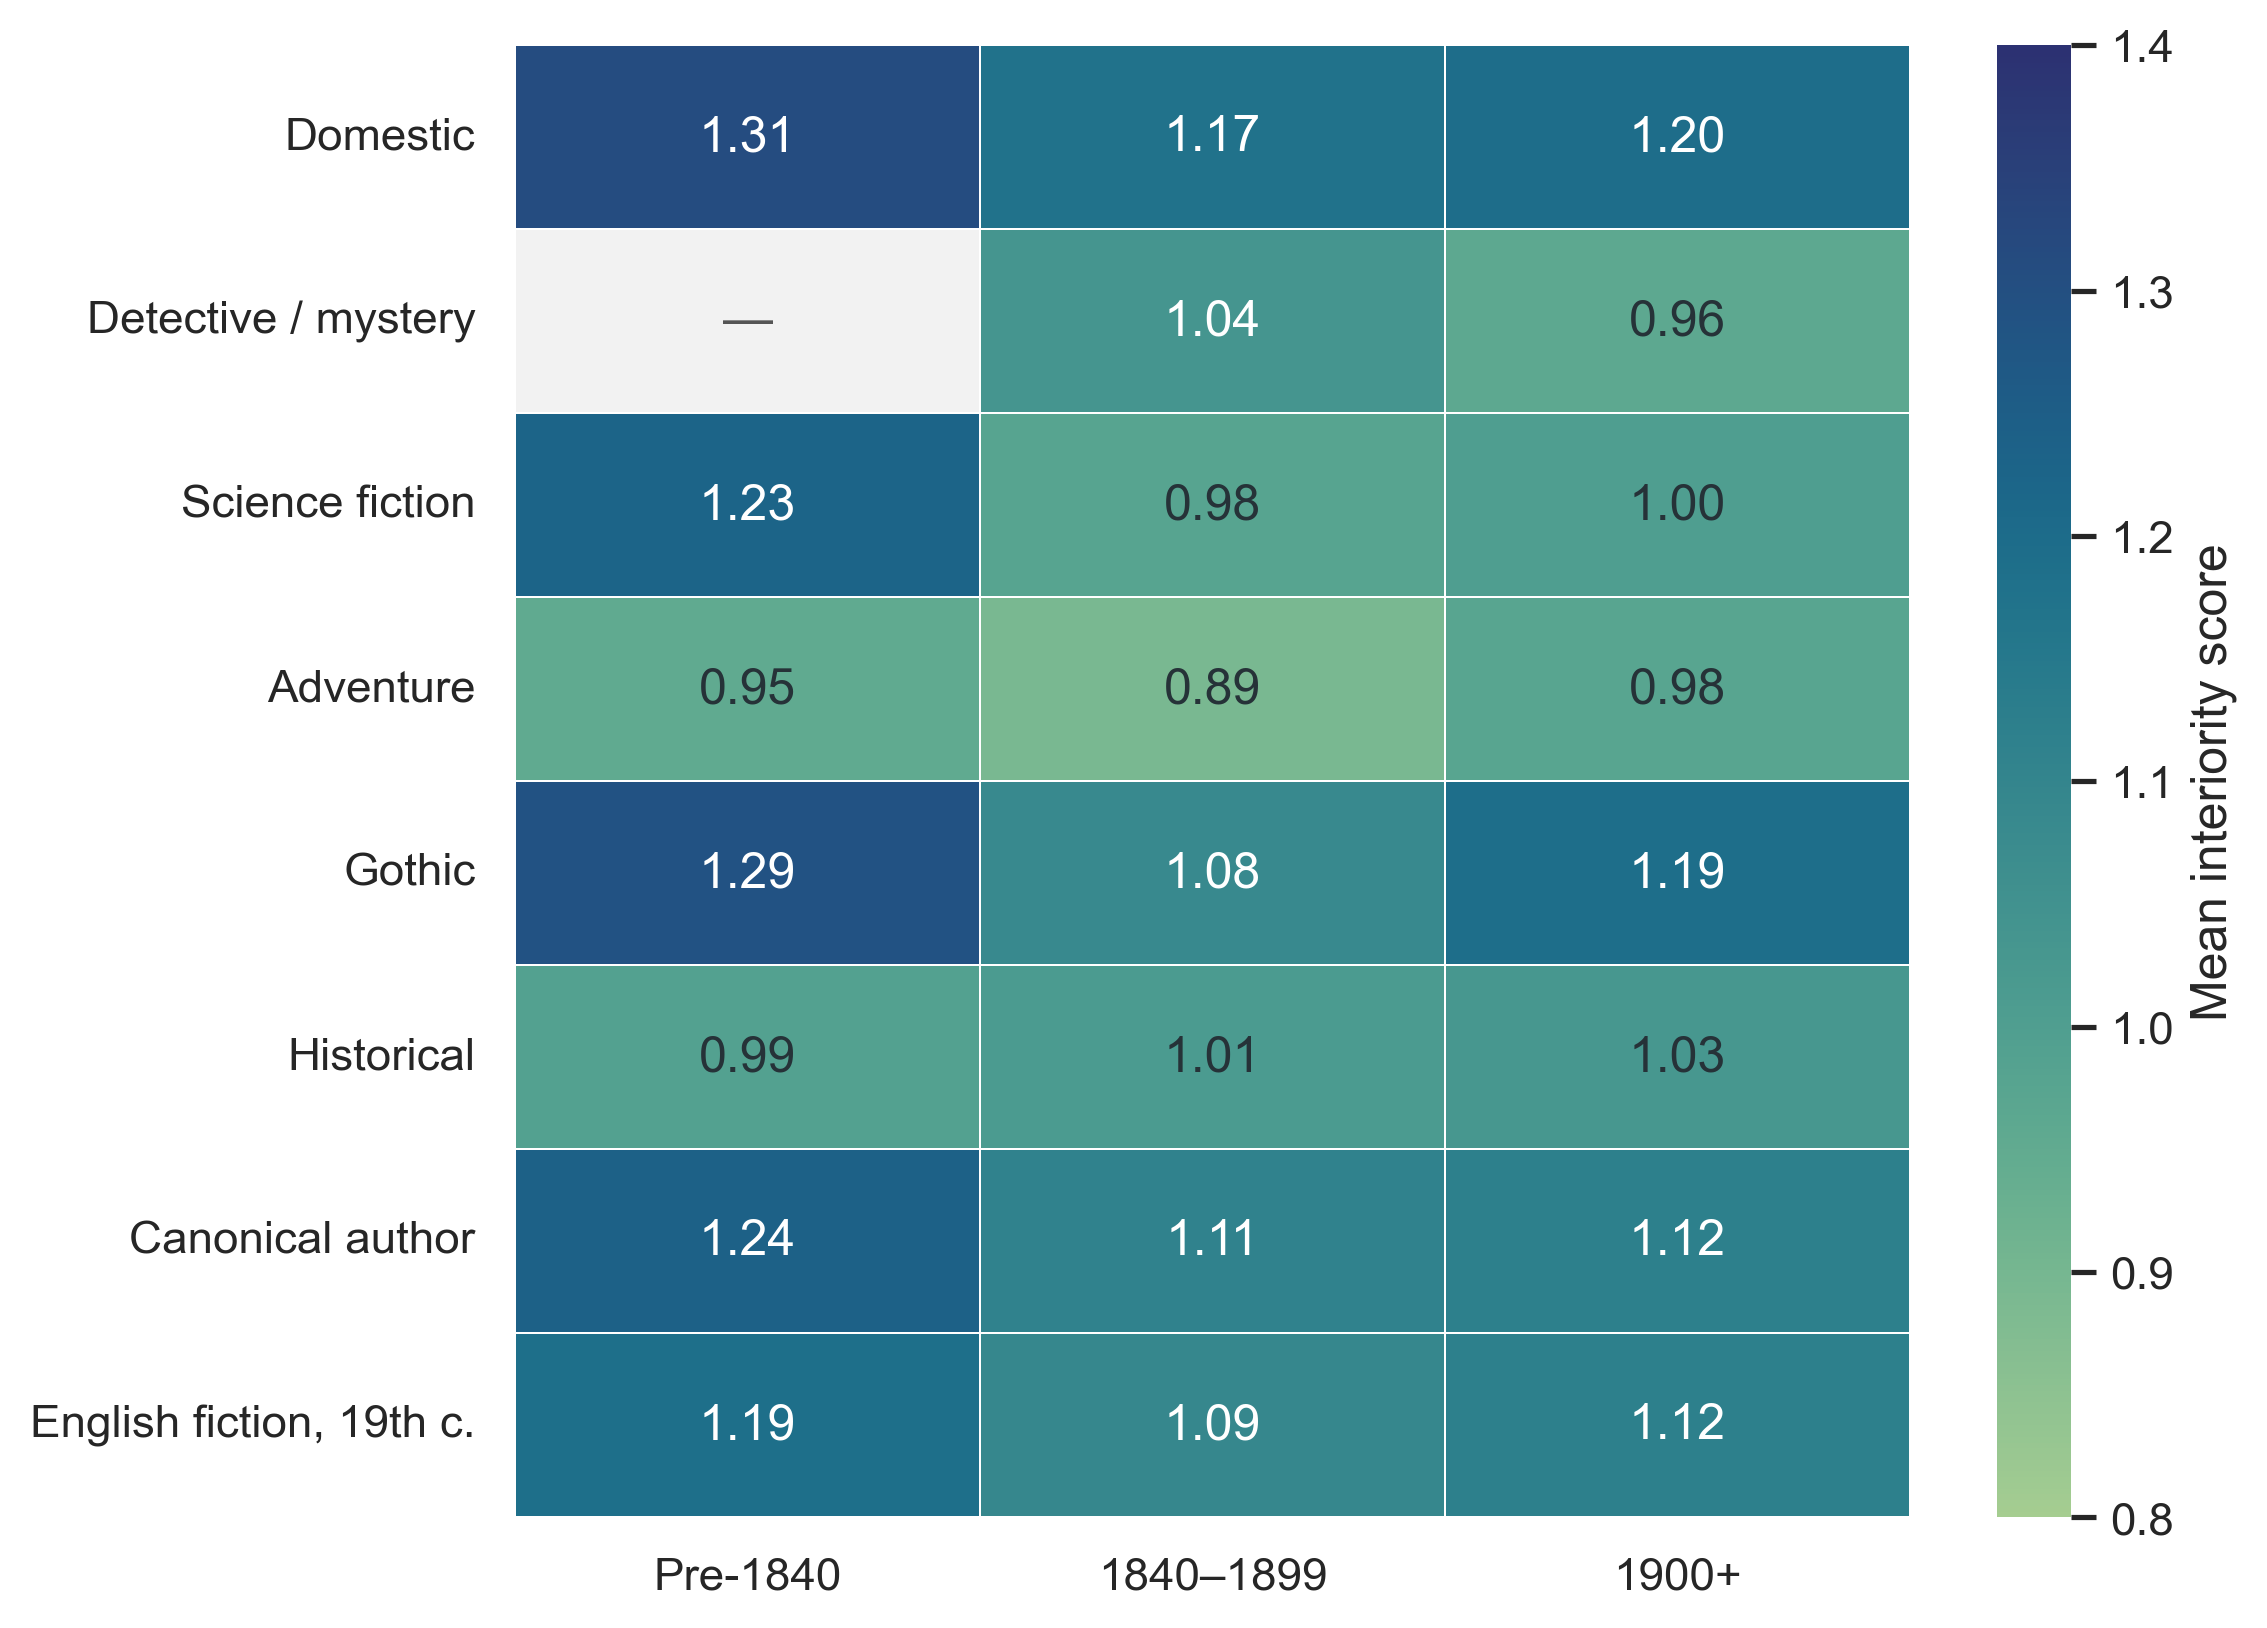 Domestic 1.31 1.17 1.20
Detective / mystery — 1.04 0.96
Science fiction 1.23 0.98 1.00
Adventure 0.95 0.89 0.98
Gothic 1.29 1.08 1.19
Historical 0.99 1.01 1.03
Canonical author 1.24 1.11 1.12
English fiction, 19th c. 1.19 1.09 1.12
Pre-1840 1840–1899 1900+
1.4
1.3
1.2
1.1
1.0
0.9
0.8
Mean interiority score